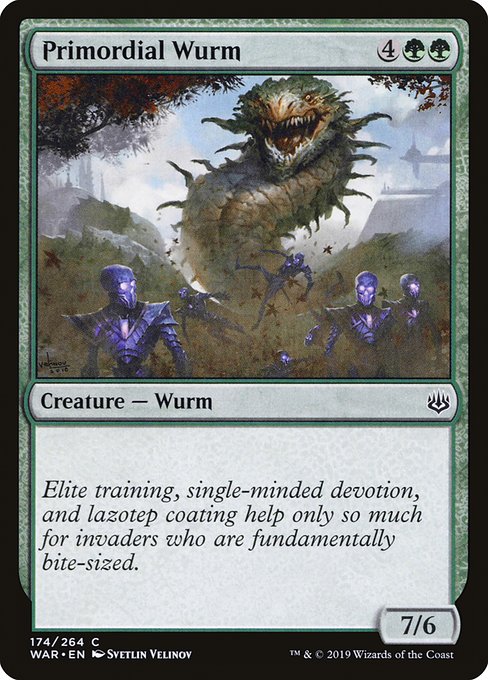 Primordial Wurm 4
Creature — Wurm
Elite training, single-minded devotion,
and lazotep coating help only so much
for invaders who are fundamentally
bite-sized.
7/6
174/264 C
WAR • EN Svetlin Velinov
™ & © 2019 Wizards of the Coast